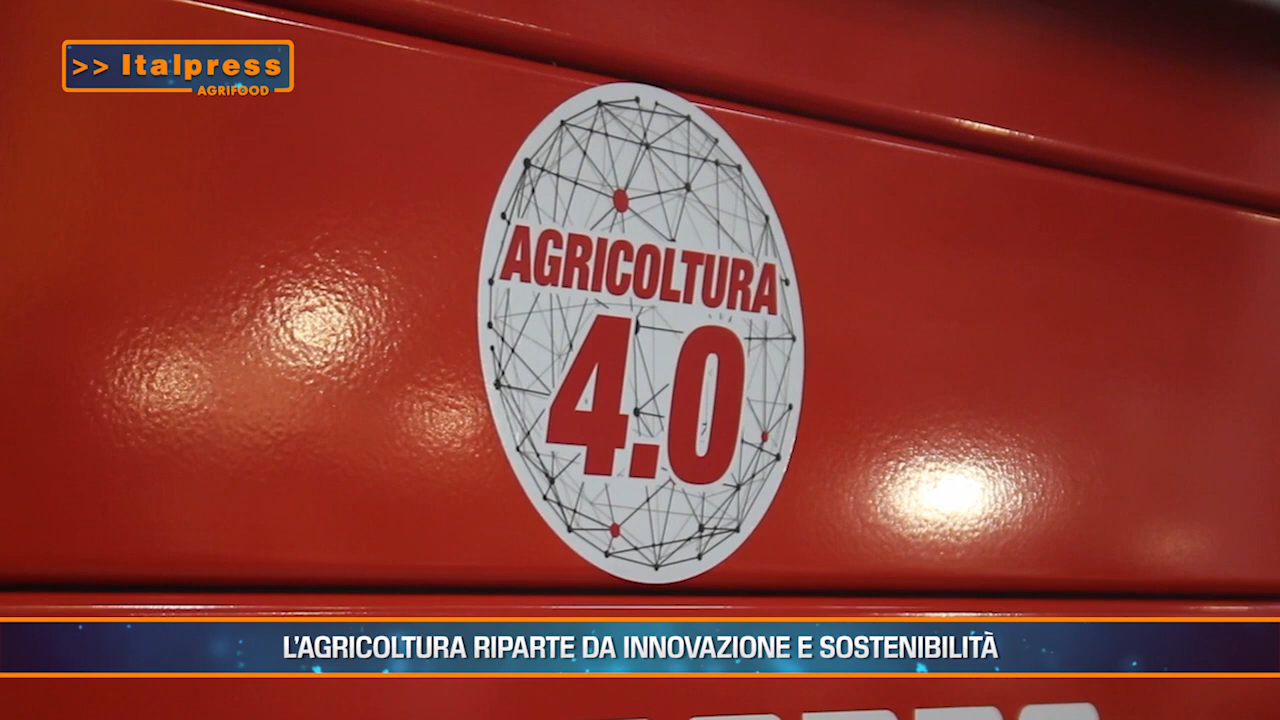 >> Italpress
AGRIFOOD
AGRICOLTURA
4.0
L'AGRICOLTURA RIPARTE DA INNOVAZIONE E SOSTENIBILITÀ